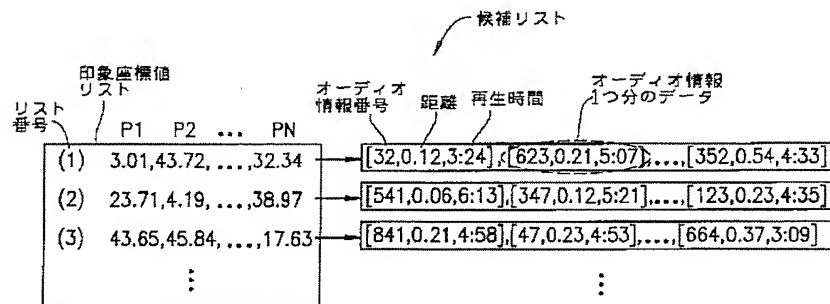 候補リスト
印象座標値
リスト
オーディオ
情報番号
距離
再生時間
オーディオ情報
1つ分のデータ
リスト
番号
P1 P2 ... PN
(1) 3.01,43.72, ...,32.34 [32,0.12,3:24],[623,0.21,5:07],...,[352,0.54,4:33]
(2) 23.71,4.19, ...,38.97 [541,0.06,6:13],[347,0.12,5:21],...,[123,0.23,4:35]
(3) 43.65,45.84, ...,17.63 [841,0.21,4:58],[47,0.23,4:53],...,[664,0.37,3:09]
⋮ ⋮